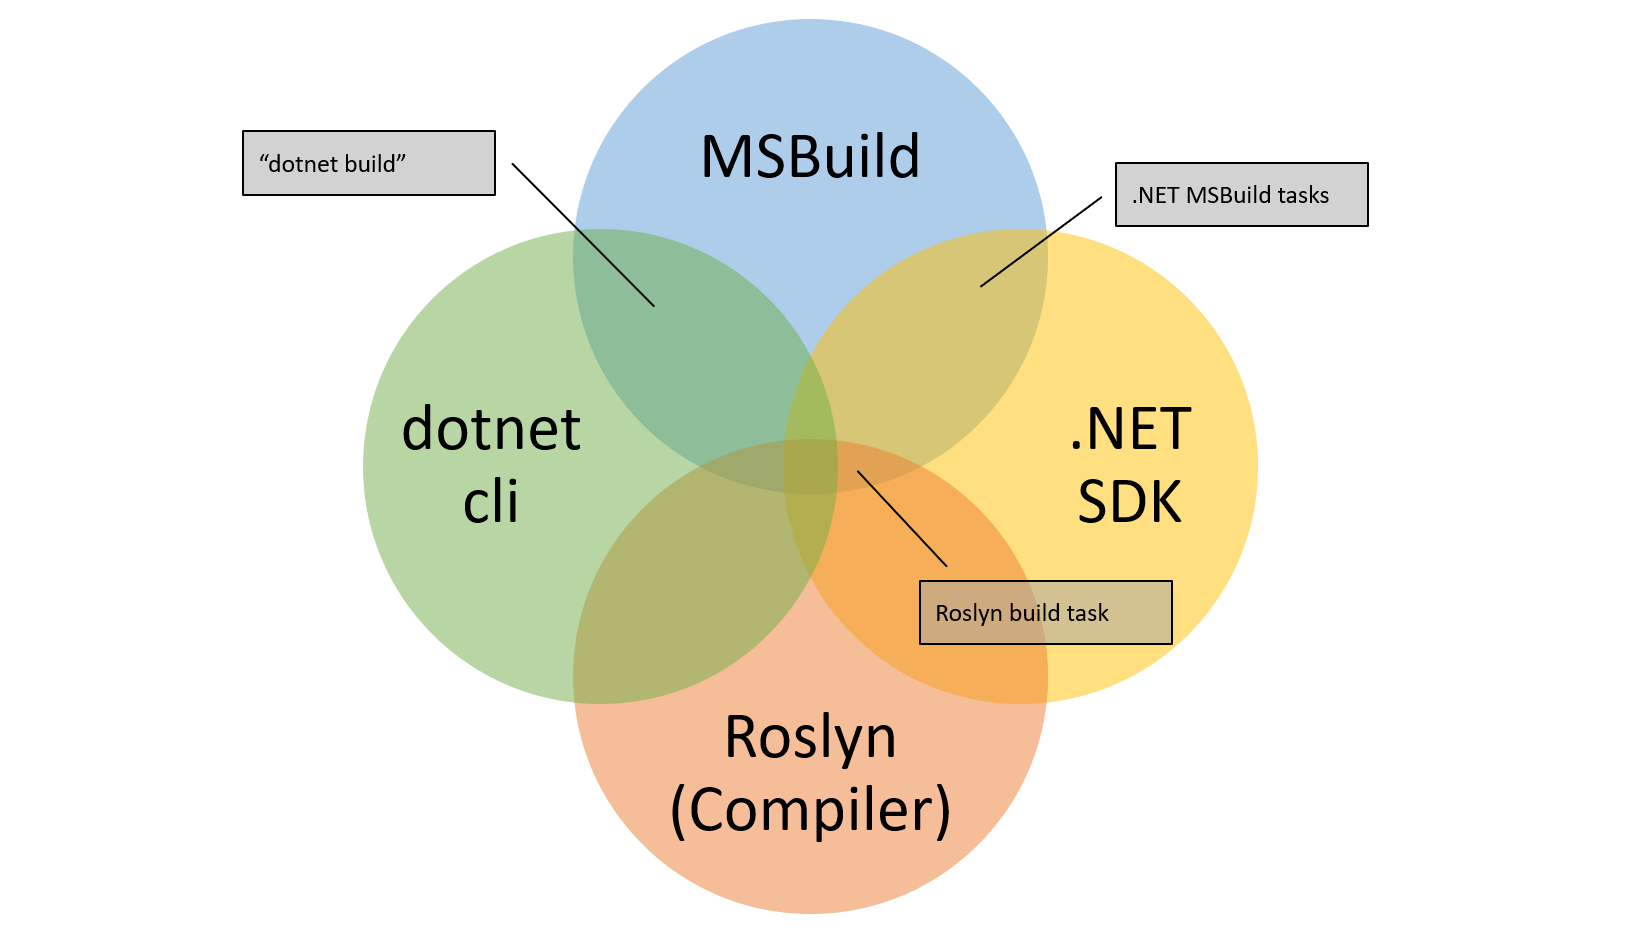 MSBuild
“dotnet build”
.NET MSBuild tasks
dotnet
cli
.NET
SDK
Roslyn build task
Roslyn
(Compiler)